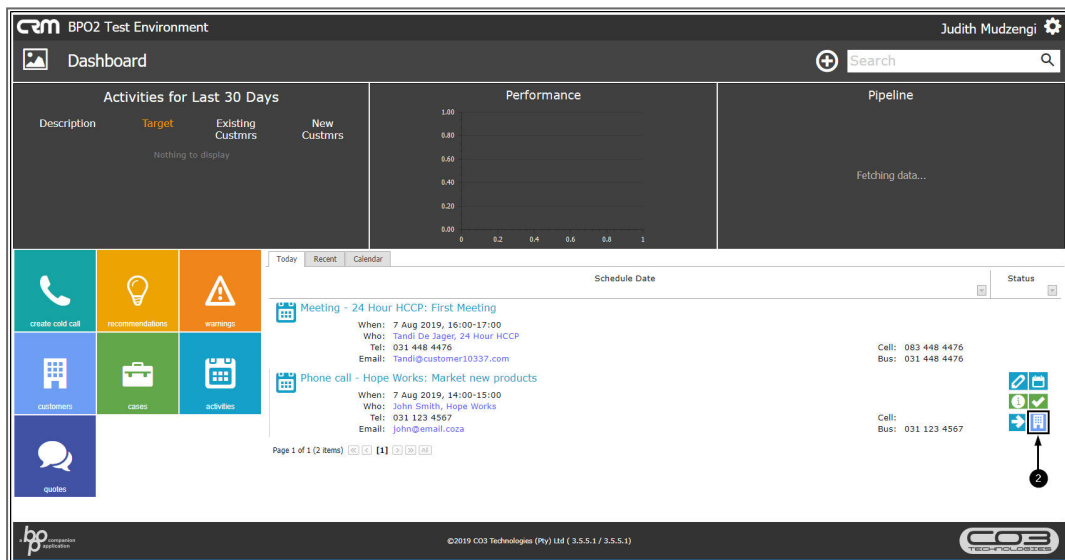 CRM BPO2 Test Environment
Judith Mudzengi
Dashboard
Search
Activities for Last 30 Days
Description Target Existing Custmrs New Custmrs
Nothing to display
Performance
1.00
0.80
0.60
0.40
0.20
0.00
0 0.2 0.4 0.6 0.8 1
Pipeline
Fetching data...
create cold call
recommendations
warnings
customers
cases
activities
quotes
Today Recent Calendar
Schedule Date Status
Meeting - 24 Hour HCCP: First Meeting
When: 7 Aug 2019, 16:00-17:00
Who: Tandi De Jager, 24 Hour HCCP
Tel: 031 448 4476 Cell: 083 448 4476
Email: Tandi@customer10337.com Bus: 031 448 4476
Phone call - Hope Works: Market new products
When: 7 Aug 2019, 14:00-15:00
Who: John Smith, Hope Works
Tel: 031 123 4567 Cell:
Email: john@email.coza Bus: 031 123 4567
Page 1 of 1 (2 items) « < [1] > » All
2
a bp companion application
©2019 CO3 Technologies (Pty) Ltd ( 3.5.5.1 / 3.5.5.1)
CO3
TECHNOLOGIES